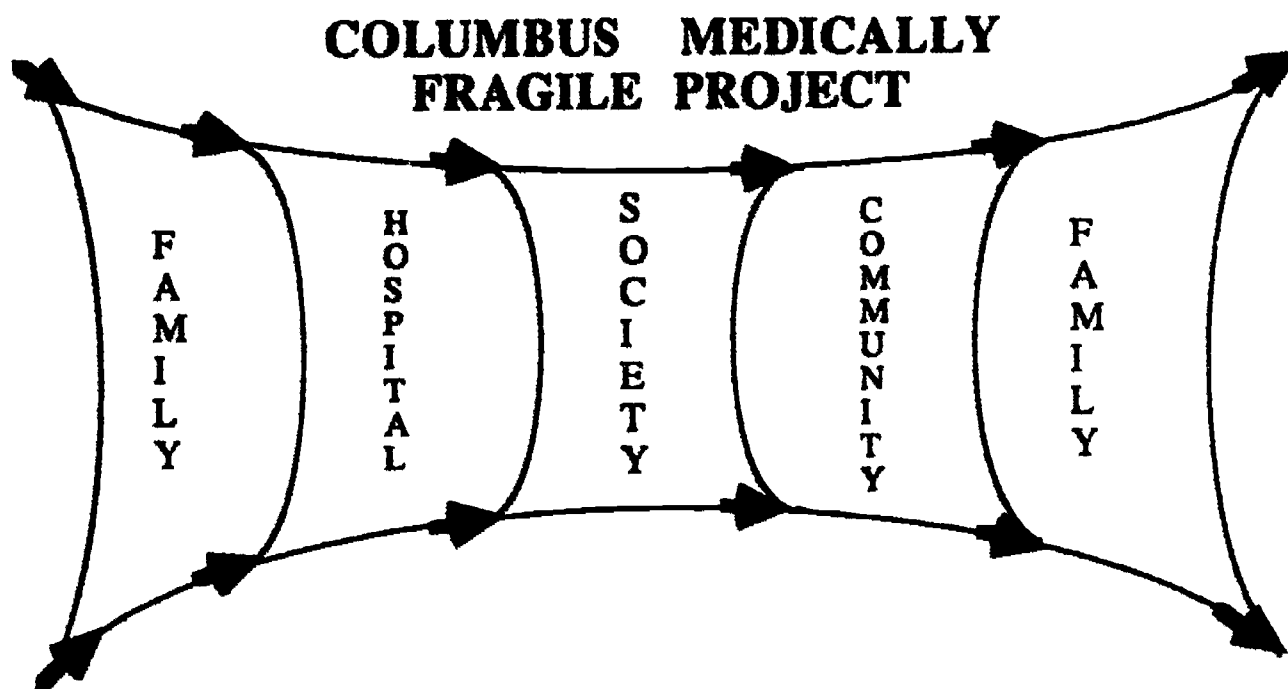 COLUMBUS MEDICALLY
FRAGILE PROJECT
FAMILY
HOSPITAL
SOCIETY
COMMUNITY
FAMILY